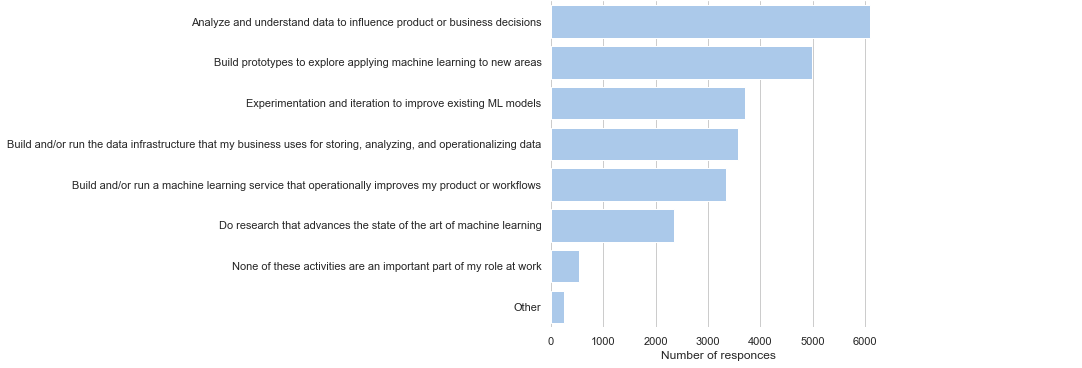 Analyze and understand data to influence product or business decisions
Build prototypes to explore applying machine learning to new areas
Experimentation and iteration to improve existing ML models
Build and/or run the data infrastructure that my business uses for storing, analyzing, and operationalizing data
Build and/or run a machine learning service that operationally improves my product or workflows
Do research that advances the state of the art of machine learning
None of these activities are an important part of my role at work
Other
0 1000 2000 3000 4000 5000 6000
Number of responces